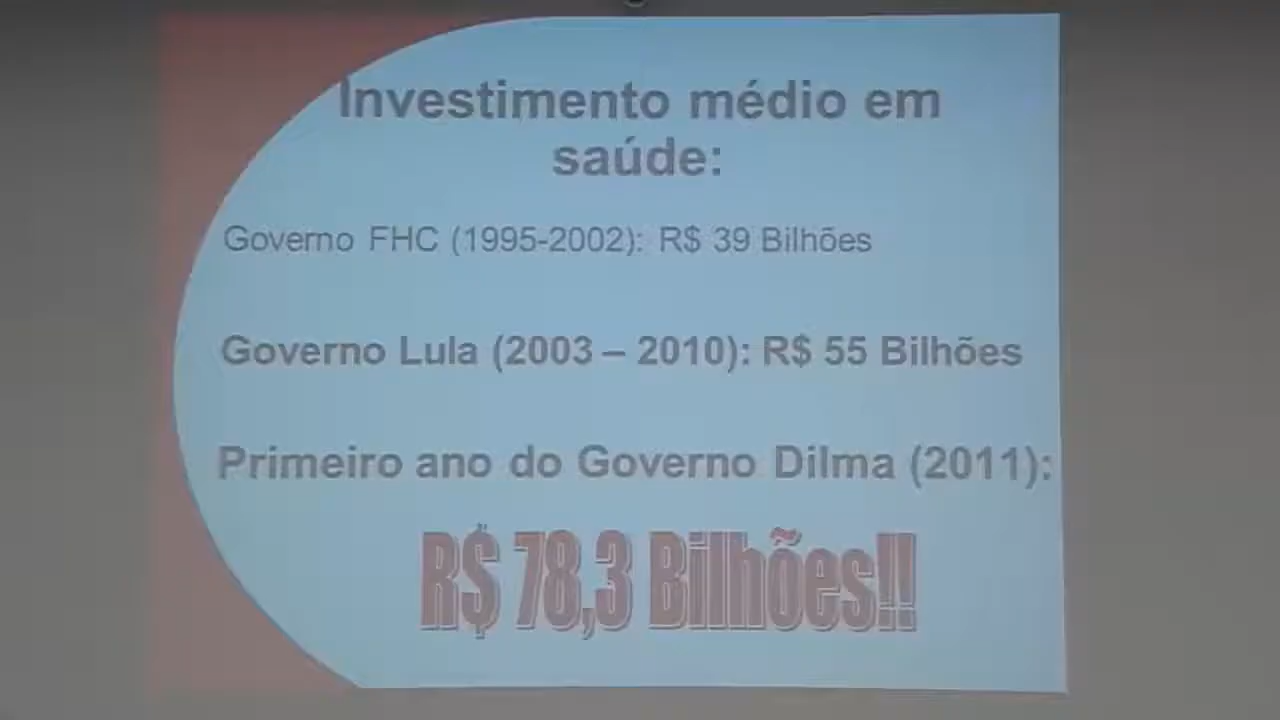 Investimento médio em
saúde:
Governo FHC (1995-2002): R$ 39 Bilhões
Governo Lula (2003 – 2010): R$ 55 Bilhões
Primeiro ano do Governo Dilma (2011):
R$ 78,3 Bilhões!!